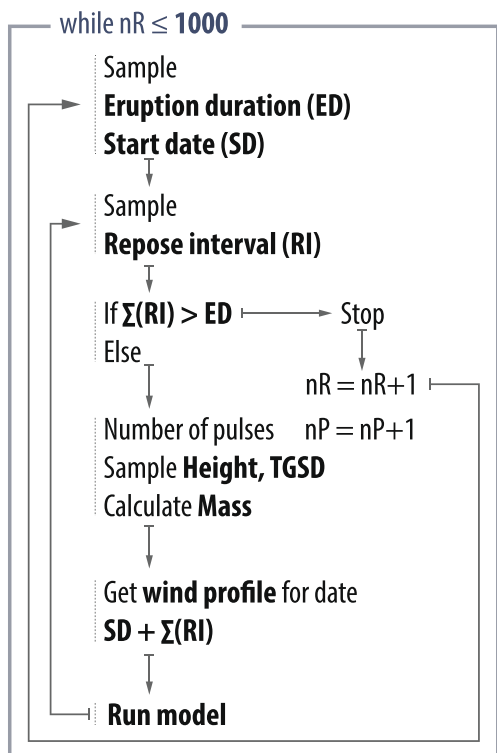 while nR ≤ 1000
Sample
Eruption duration (ED)
Start date (SD)
Sample
Repose interval (RI)
If ∑(RI) > ED
Stop
Else
nR = nR+1
Number of pulses nP = nP+1
Sample Height, TGSD
Calculate Mass
Get wind profile for date
SD + ∑(RI)
Run model